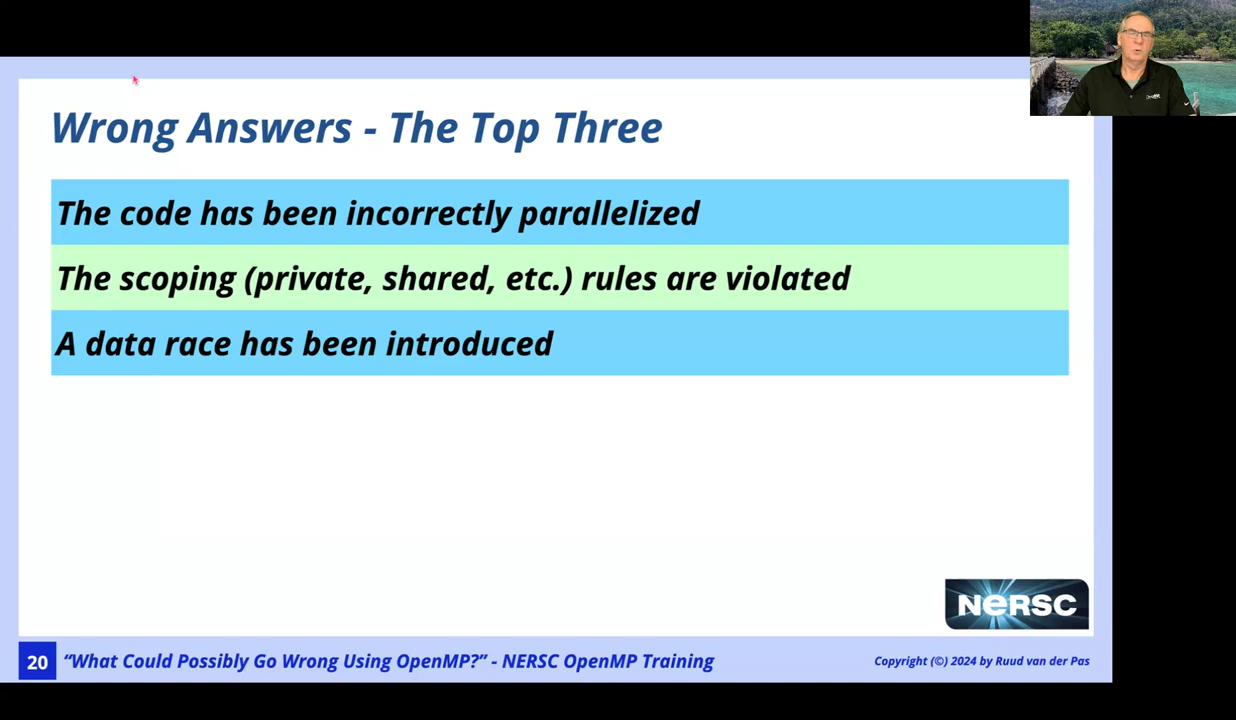 Wrong Answers - The Top Three
The code has been incorrectly parallelized
The scoping (private, shared, etc.) rules are violated
A data race has been introduced
NERSC
20 "What Could Possibly Go Wrong Using OpenMP?" - NERSC OpenMP Training
Copyright (©) 2024 by Ruud van der Pas